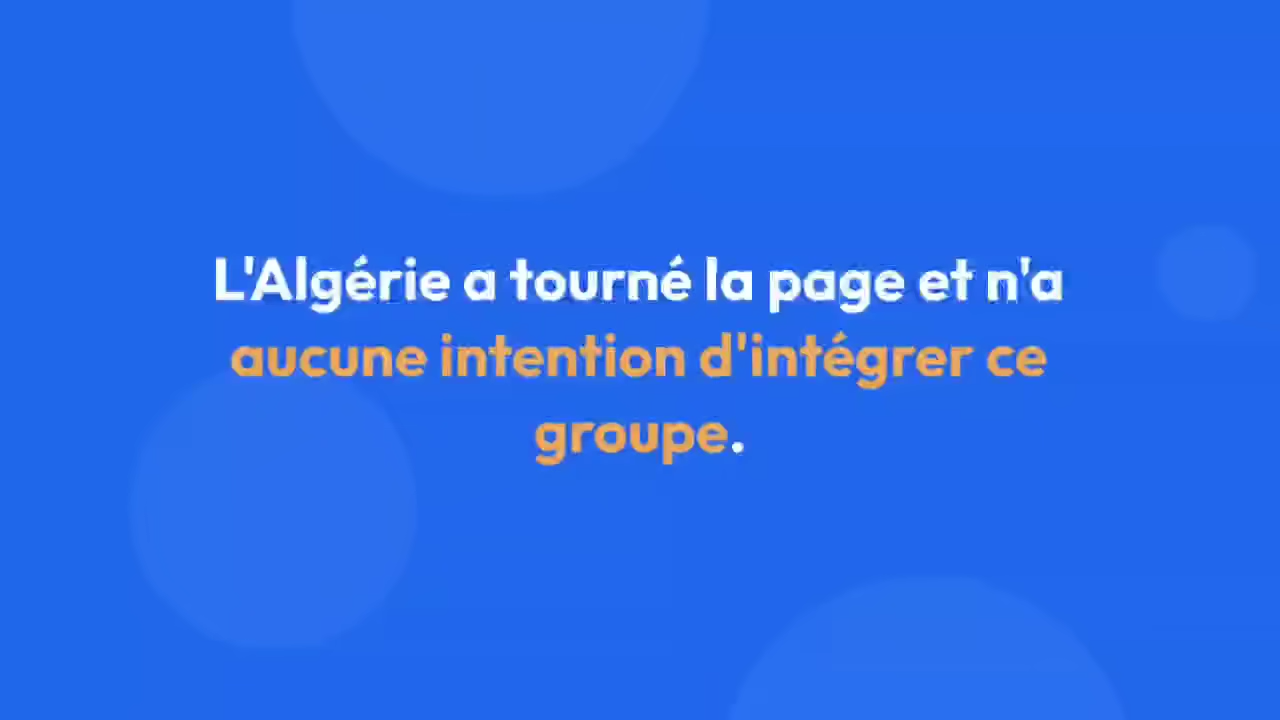 L'Algérie a tourné la page et n'a
aucune intention d'intégrer ce
groupe.